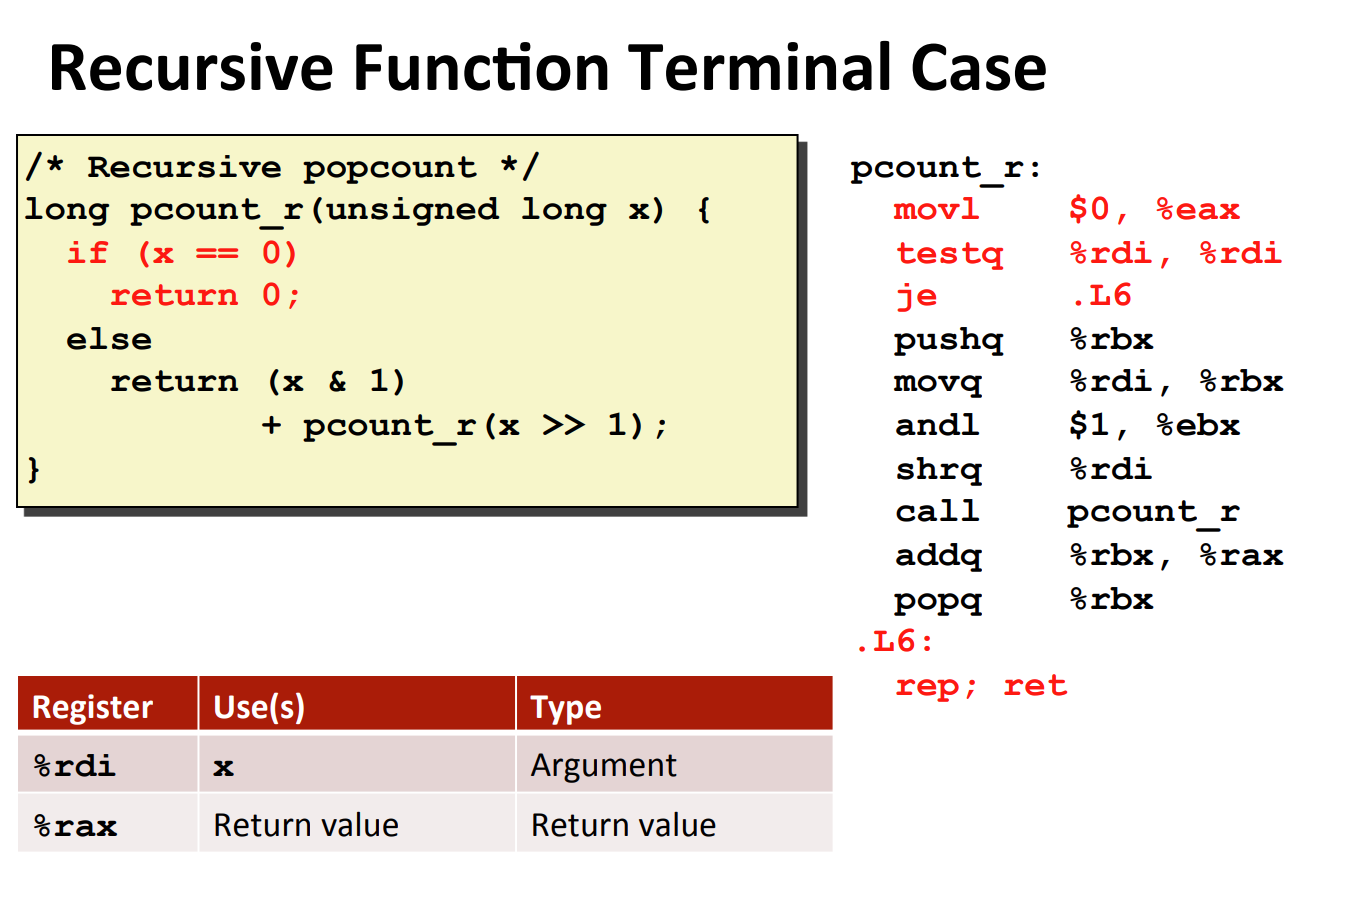 Recursive Function Terminal Case
/* Recursive popcount */
long pcount_r(unsigned long x) {
  if (x == 0)
    return 0;
  else
    return (x & 1)
           + pcount_r(x >> 1);
}
pcount_r:
  movl    $0, %eax
  testq   %rdi, %rdi
  je      .L6
  pushq   %rbx
  movq    %rdi, %rbx
  andl    $1, %ebx
  shrq    %rdi
  call    pcount_r
  addq    %rbx, %rax
  popq    %rbx
.L6:
  rep; ret
Register Use(s) Type
%rdi x Argument
%rax Return value Return value